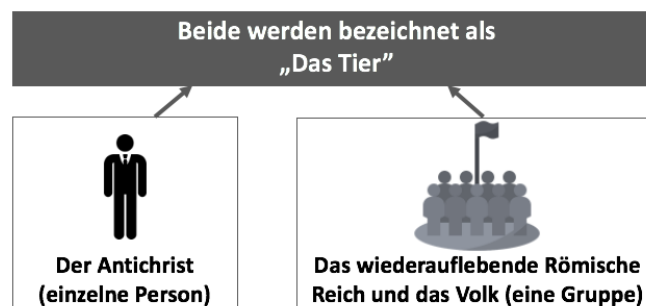 Beide werden bezeichnet als
„Das Tier”
Der Antichrist
(einzelne Person)
Das wiederauflebende Römische
Reich und das Volk (eine Gruppe)